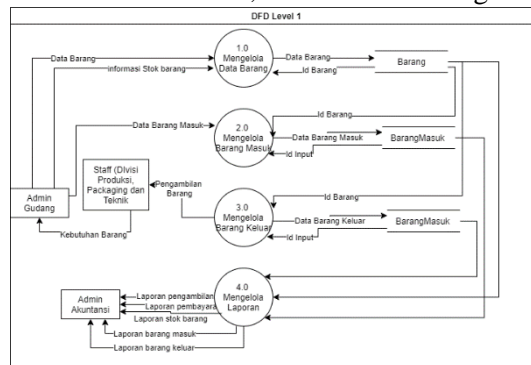 DFD Level 1
Data Barang
informasi Stok barang
1.0
Mengelola
Data Barang
Data Barang
Id Barang
Barang
Data Barang Masuk
2.0
Mengelola
Barang Masuk
Id Barang
Data Barang Masuk
Id Input
BarangMasuk
Admin
Gudang
Staff (DIvisi
Produksi,
Packaging dan
Teknik
Kebutuhan Barang
Pengambilan
Barang
3.0
Mengelola
Barang Keluar
Id Barang
Data Barang Keluar
Id Input
BarangMasuk
4.0
Mengelola
Laporan
Admin
Akuntansi
Laporan pengambilan
Laporan pembayara
Laporan stok barang
Laporan barang masuk
Laporan barang keluar